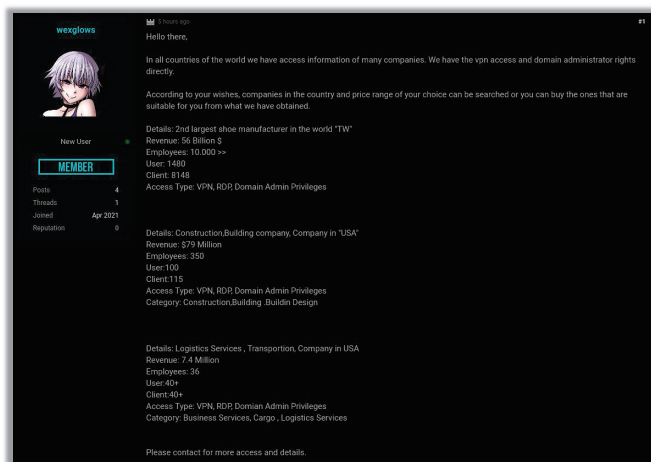 wexglows
5 hours ago
#1
Hello there,
In all countries of the world we have access information of many companies. We have the vpn access and domain administrator rights
directly.
According to your wishes, companies in the country and price range of your choice can be searched or you can buy the ones that are
suitable for you from what we have obtained.
New User
MEMBER
Posts 4
Threads 1
Joined Apr 2021
Reputation 0
Details: 2nd largest shoe manufacturer in the world "TW"
Revenue: 56 Billion $
Employees: 10.000 >>
User: 1480
Client: 8148
Access Type: VPN, RDP, Domain Admin Privileges
Details: Construction,Building company, Company in "USA"
Revenue: $79 Million
Employees: 350
User:100
Client:115
Access Type: VPN, RDP, Domain Admin Privileges
Category: Construction,Building .Buildin Design
Details: Logistics Services , Transportion, Company in USA
Revenue: 7.4 Million
Employees: 36
User:40+
Client:40+
Access Type: VPN, RDP, Domian Admin Privileges
Category: Business Services, Cargo , Logistics Services
Please contact for more access and details.